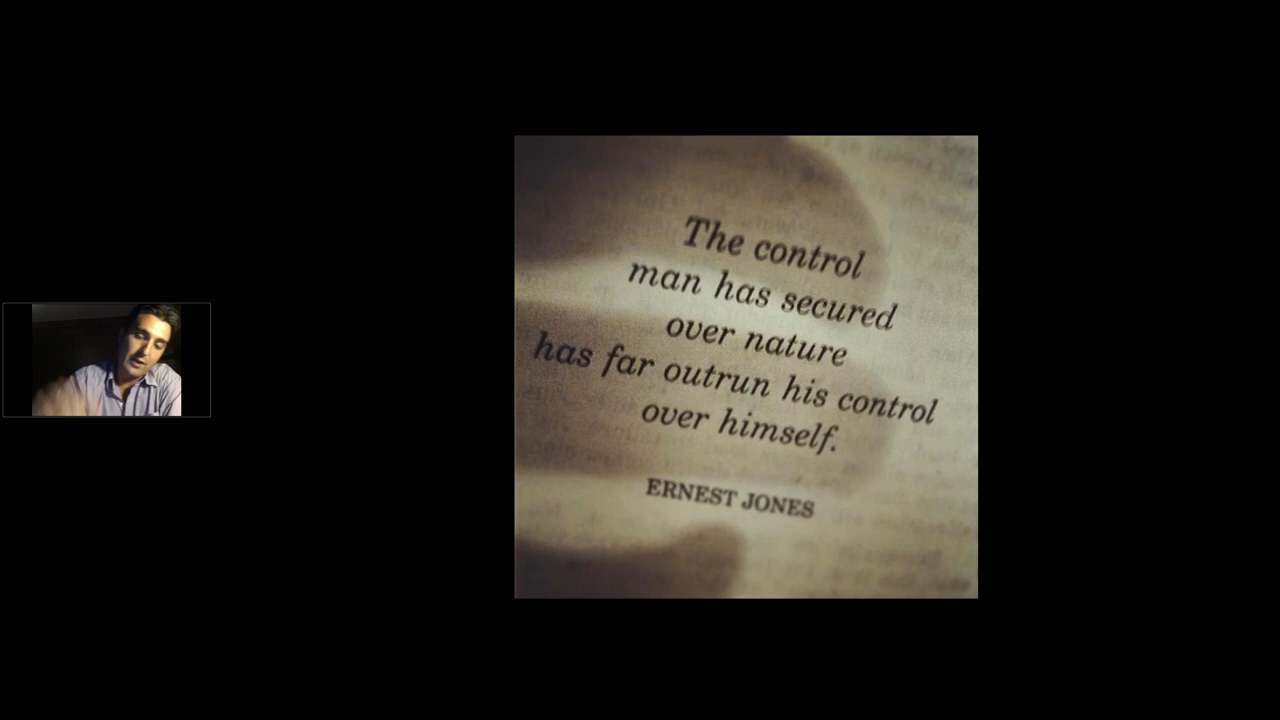 The control
man has secured
over nature
has far outrun his control
over himself.
ERNEST JONES